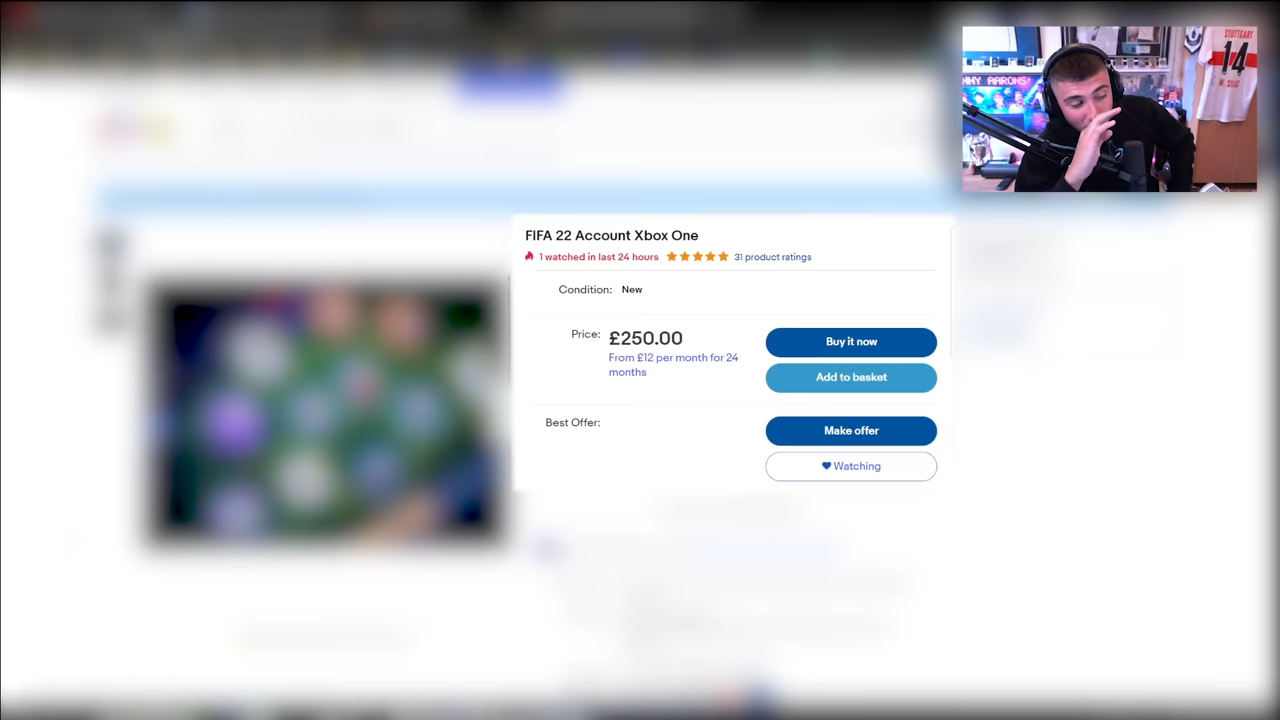 NNY AARONS
STUTTGART
14
FIFA 22 Account Xbox One
1 watched in last 24 hours
31 product ratings
Condition: New
Price: £250.00
From £12 per month for 24
months
Buy it now
Add to basket
Best Offer:
Make offer
Watching